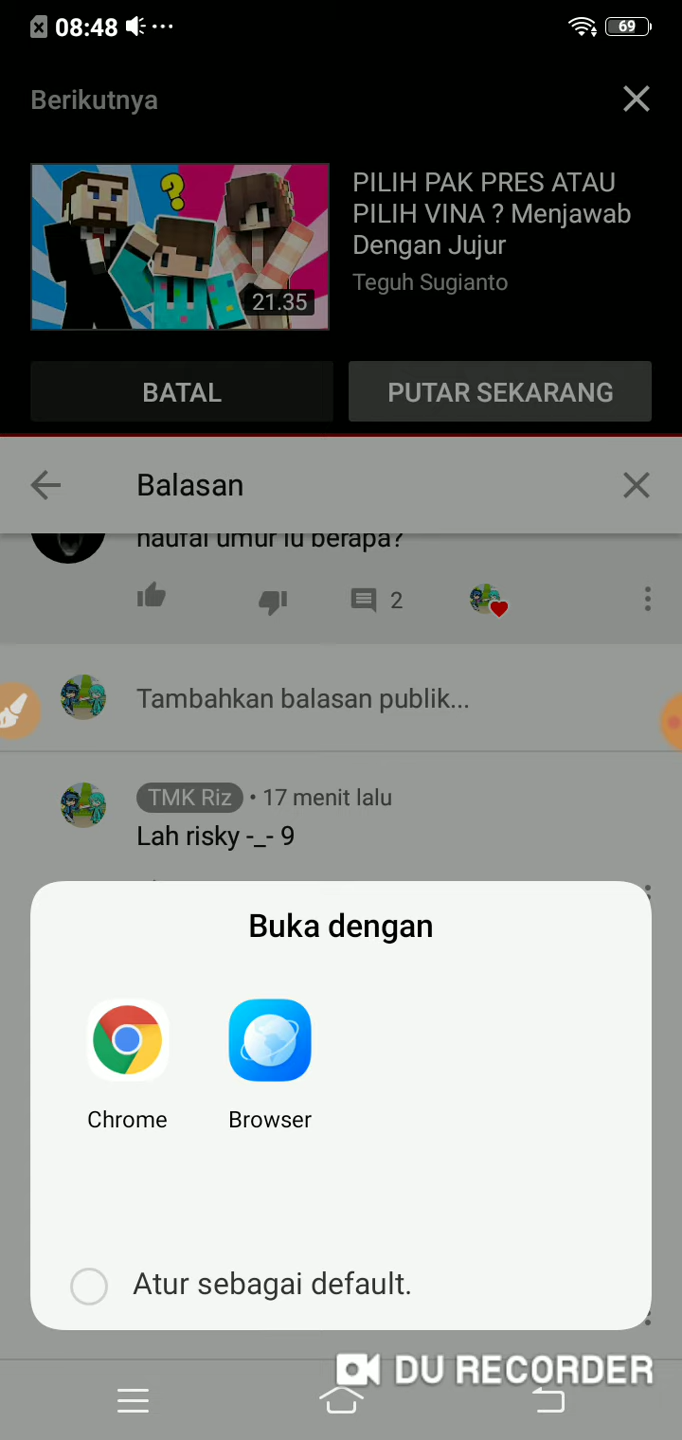 08:48
69
Berikutnya
PILIH PAK PRES ATAU
PILIH VINA ? Menjawab
Dengan Jujur
Teguh Sugianto
?
21.35
BATAL
PUTAR SEKARANG
Balasan
naufal umur lu berapa?
2
Tambahkan balasan publik...
TMK Riz • 17 menit lalu
Lah risky -_- 9
Buka dengan
Chrome
Browser
Atur sebagai default.
DU RECORDER